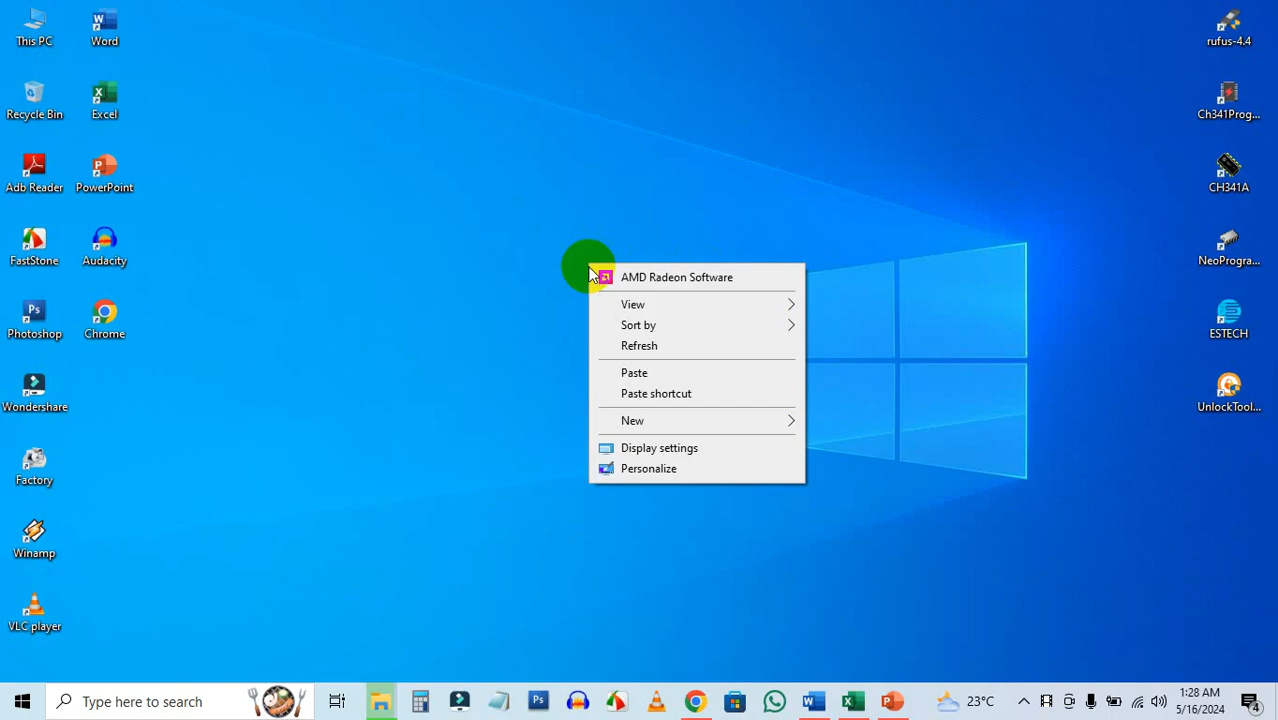 This PC
Word
Recycle Bin
Excel
Adb Reader
PowerPoint
FastStone
Audacity
Photoshop
Chrome
Wondershare
Factory
Winamp
VLC player
AMD Radeon Software
View
Sort by
Refresh
Paste
Paste shortcut
New
Display settings
Personalize
rufus-4.4
Ch341Prog...
CH341A
NeoProgra...
ESTECH
UnlockTool...
Type here to search
23°C
1:28 AM
5/16/2024
4